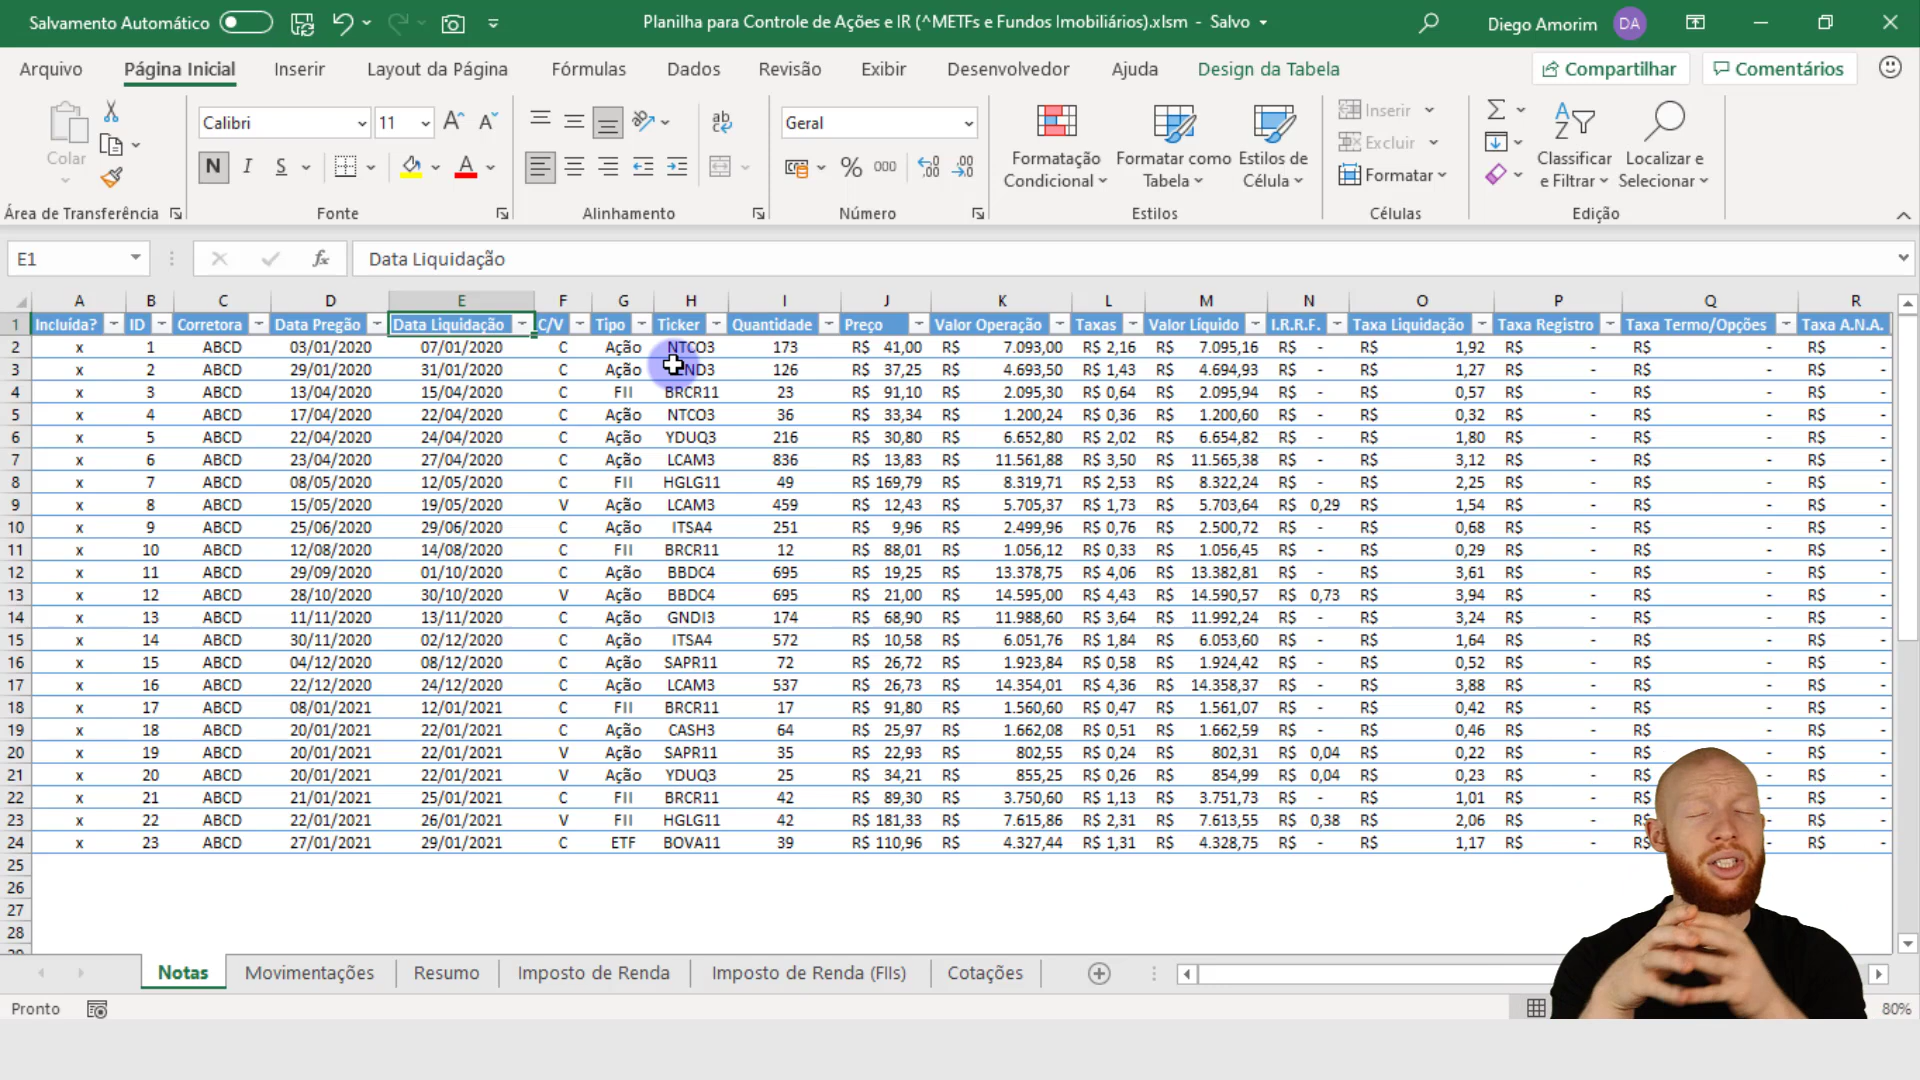 Salvamento Automático
Planilha para Controle de Ações e IR (^METFs e Fundos Imobiliários).xlsm - Salvo
Diego Amorim DA
Arquivo Página Inicial Inserir Layout da Página Fórmulas Dados Revisão Exibir Desenvolvedor Ajuda Design da Tabela Compartilhar Comentários
Colar
Calibri 11
N I S
Geral
% 000
Formatação Condicional
Formatar como Tabela
Estilos de Célula
Inserir
Excluir
Formatar
Classificar e Filtrar
Localizar e Selecionar
Área de Transferência Fonte Alinhamento Número Estilos Células Edição
E1 fx Data Liquidação
A B C D E F G H I J K L M N O P Q R
1 Incluída? ID Corretora Data Pregão Data Liquidação C/V Tipo Ticker Quantidade Preço Valor Operação Taxas Valor Líquido I.R.R.F. Taxa Liquidação Taxa Registro Taxa Termo/Opções Taxa A.N.A.
2 x 1 ABCD 03/01/2020 07/01/2020 C Ação NTCO3 173 R$ 41,00 R$ 7.093,00 R$ 2,16 R$ 7.095,16 R$ - R$ 1,92 R$ - R$ - R$ -
3 x 2 ABCD 29/01/2020 31/01/2020 C Ação ND3 126 R$ 37,25 R$ 4.693,50 R$ 1,43 R$ 4.694,93 R$ - R$ 1,27 R$ - R$ - R$ -
4 x 3 ABCD 13/04/2020 15/04/2020 C FII BRCR11 23 R$ 91,10 R$ 2.095,30 R$ 0,64 R$ 2.095,94 R$ - R$ 0,57 R$ - R$ - R$ -
5 x 4 ABCD 17/04/2020 22/04/2020 C Ação NTCO3 36 R$ 33,34 R$ 1.200,24 R$ 0,36 R$ 1.200,60 R$ - R$ 0,32 R$ - R$ - R$ -
6 x 5 ABCD 22/04/2020 24/04/2020 C Ação YDUQ3 216 R$ 30,80 R$ 6.652,80 R$ 2,02 R$ 6.654,82 R$ - R$ 1,80 R$ - R$ - R$ -
7 x 6 ABCD 23/04/2020 27/04/2020 C Ação LCAM3 836 R$ 13,83 R$ 11.561,88 R$ 3,50 R$ 11.565,38 R$ - R$ 3,12 R$ - R$ - R$ -
8 x 7 ABCD 08/05/2020 12/05/2020 C FII HGLG11 49 R$ 169,79 R$ 8.319,71 R$ 2,53 R$ 8.322,24 R$ - R$ 2,25 R$ - R$ - R$ -
9 x 8 ABCD 15/05/2020 19/05/2020 V Ação LCAM3 459 R$ 12,43 R$ 5.705,37 R$ 1,73 R$ 5.703,64 R$ 0,29 R$ 1,54 R$ - R$ - R$ -
10 x 9 ABCD 25/06/2020 29/06/2020 C Ação ITSA4 251 R$ 9,96 R$ 2.499,96 R$ 0,76 R$ 2.500,72 R$ - R$ 0,68 R$ - R$ - R$ -
11 x 10 ABCD 12/08/2020 14/08/2020 C FII BRCR11 12 R$ 88,01 R$ 1.056,12 R$ 0,33 R$ 1.056,45 R$ - R$ 0,29 R$ - R$ - R$ -
12 x 11 ABCD 29/09/2020 01/10/2020 C Ação BBDC4 695 R$ 19,25 R$ 13.378,75 R$ 4,06 R$ 13.382,81 R$ - R$ 3,61 R$ - R$ - R$ -
13 x 12 ABCD 28/10/2020 30/10/2020 V Ação BBDC4 695 R$ 21,00 R$ 14.595,00 R$ 4,43 R$ 14.590,57 R$ 0,73 R$ 3,94 R$ - R$ - R$ -
14 x 13 ABCD 11/11/2020 13/11/2020 C Ação GNDI3 174 R$ 68,90 R$ 11.988,60 R$ 3,64 R$ 11.992,24 R$ - R$ 3,24 R$ - R$ - R$ -
15 x 14 ABCD 30/11/2020 02/12/2020 C Ação ITSA4 572 R$ 10,58 R$ 6.051,76 R$ 1,84 R$ 6.053,60 R$ - R$ 1,64 R$ - R$ - R$ -
16 x 15 ABCD 04/12/2020 08/12/2020 C Ação SAPR11 72 R$ 26,72 R$ 1.923,84 R$ 0,58 R$ 1.924,42 R$ - R$ 0,52 R$ - R$ - R$ -
17 x 16 ABCD 22/12/2020 24/12/2020 C Ação LCAM3 537 R$ 26,73 R$ 14.354,01 R$ 4,36 R$ 14.358,37 R$ - R$ 3,88 R$ - R$ - R$ -
18 x 17 ABCD 08/01/2021 12/01/2021 C FII BRCR11 17 R$ 91,80 R$ 1.560,60 R$ 0,47 R$ 1.561,07 R$ - R$ 0,42 R$ - R$ - R$ -
19 x 18 ABCD 20/01/2021 22/01/2021 C Ação CASH3 64 R$ 25,97 R$ 1.662,08 R$ 0,51 R$ 1.662,59 R$ - R$ 0,46 R$ - R$ - R$ -
20 x 19 ABCD 20/01/2021 22/01/2021 V Ação SAPR11 35 R$ 22,93 R$ 802,55 R$ 0,24 R$ 802,31 R$ 0,04 R$ 0,22 R$ - R$ - R$ -
21 x 20 ABCD 20/01/2021 22/01/2021 V Ação YDUQ3 25 R$ 34,21 R$ 855,25 R$ 0,26 R$ 854,99 R$ 0,04 R$ 0,23 R$ - R$ - R$ -
22 x 21 ABCD 21/01/2021 25/01/2021 C FII BRCR11 42 R$ 89,30 R$ 3.750,60 R$ 1,13 R$ 3.751,73 R$ - R$ 1,01 R$ - R$ - R$ -
23 x 22 ABCD 22/01/2021 26/01/2021 V FII HGLG11 42 R$ 181,33 R$ 7.615,86 R$ 2,31 R$ 7.613,55 R$ 0,38 R$ 2,06 R$ - R$ - R$ -
24 x 23 ABCD 27/01/2021 29/01/2021 C ETF BOVA11 39 R$ 110,96 R$ 4.327,44 R$ 1,31 R$ 4.328,75 R$ - R$ 1,17 R$ - R$ - R$ -
25
26
27
28
Notas Movimentações Resumo Imposto de Renda Imposto de Renda (FIIs) Cotações
Pronto 80%